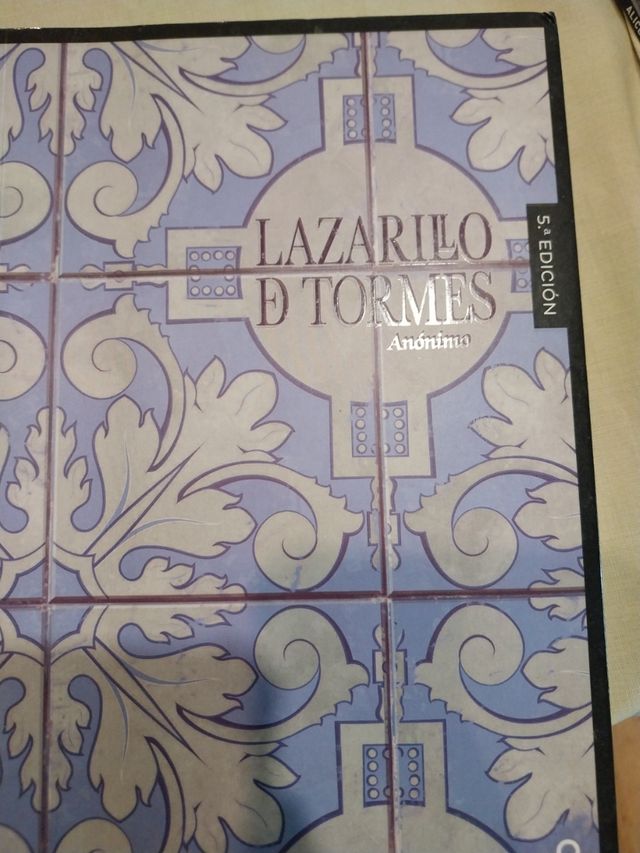 LAZARILLO
DE TORMES
Anónimo
5.ª EDICIÓN